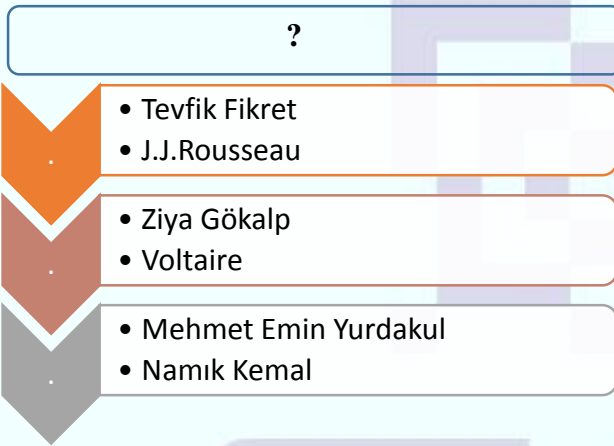 ?
• Tevfik Fikret
• J.J.Rousseau
• Ziya Gökalp
• Voltaire
• Mehmet Emin Yurdakul
• Namık Kemal